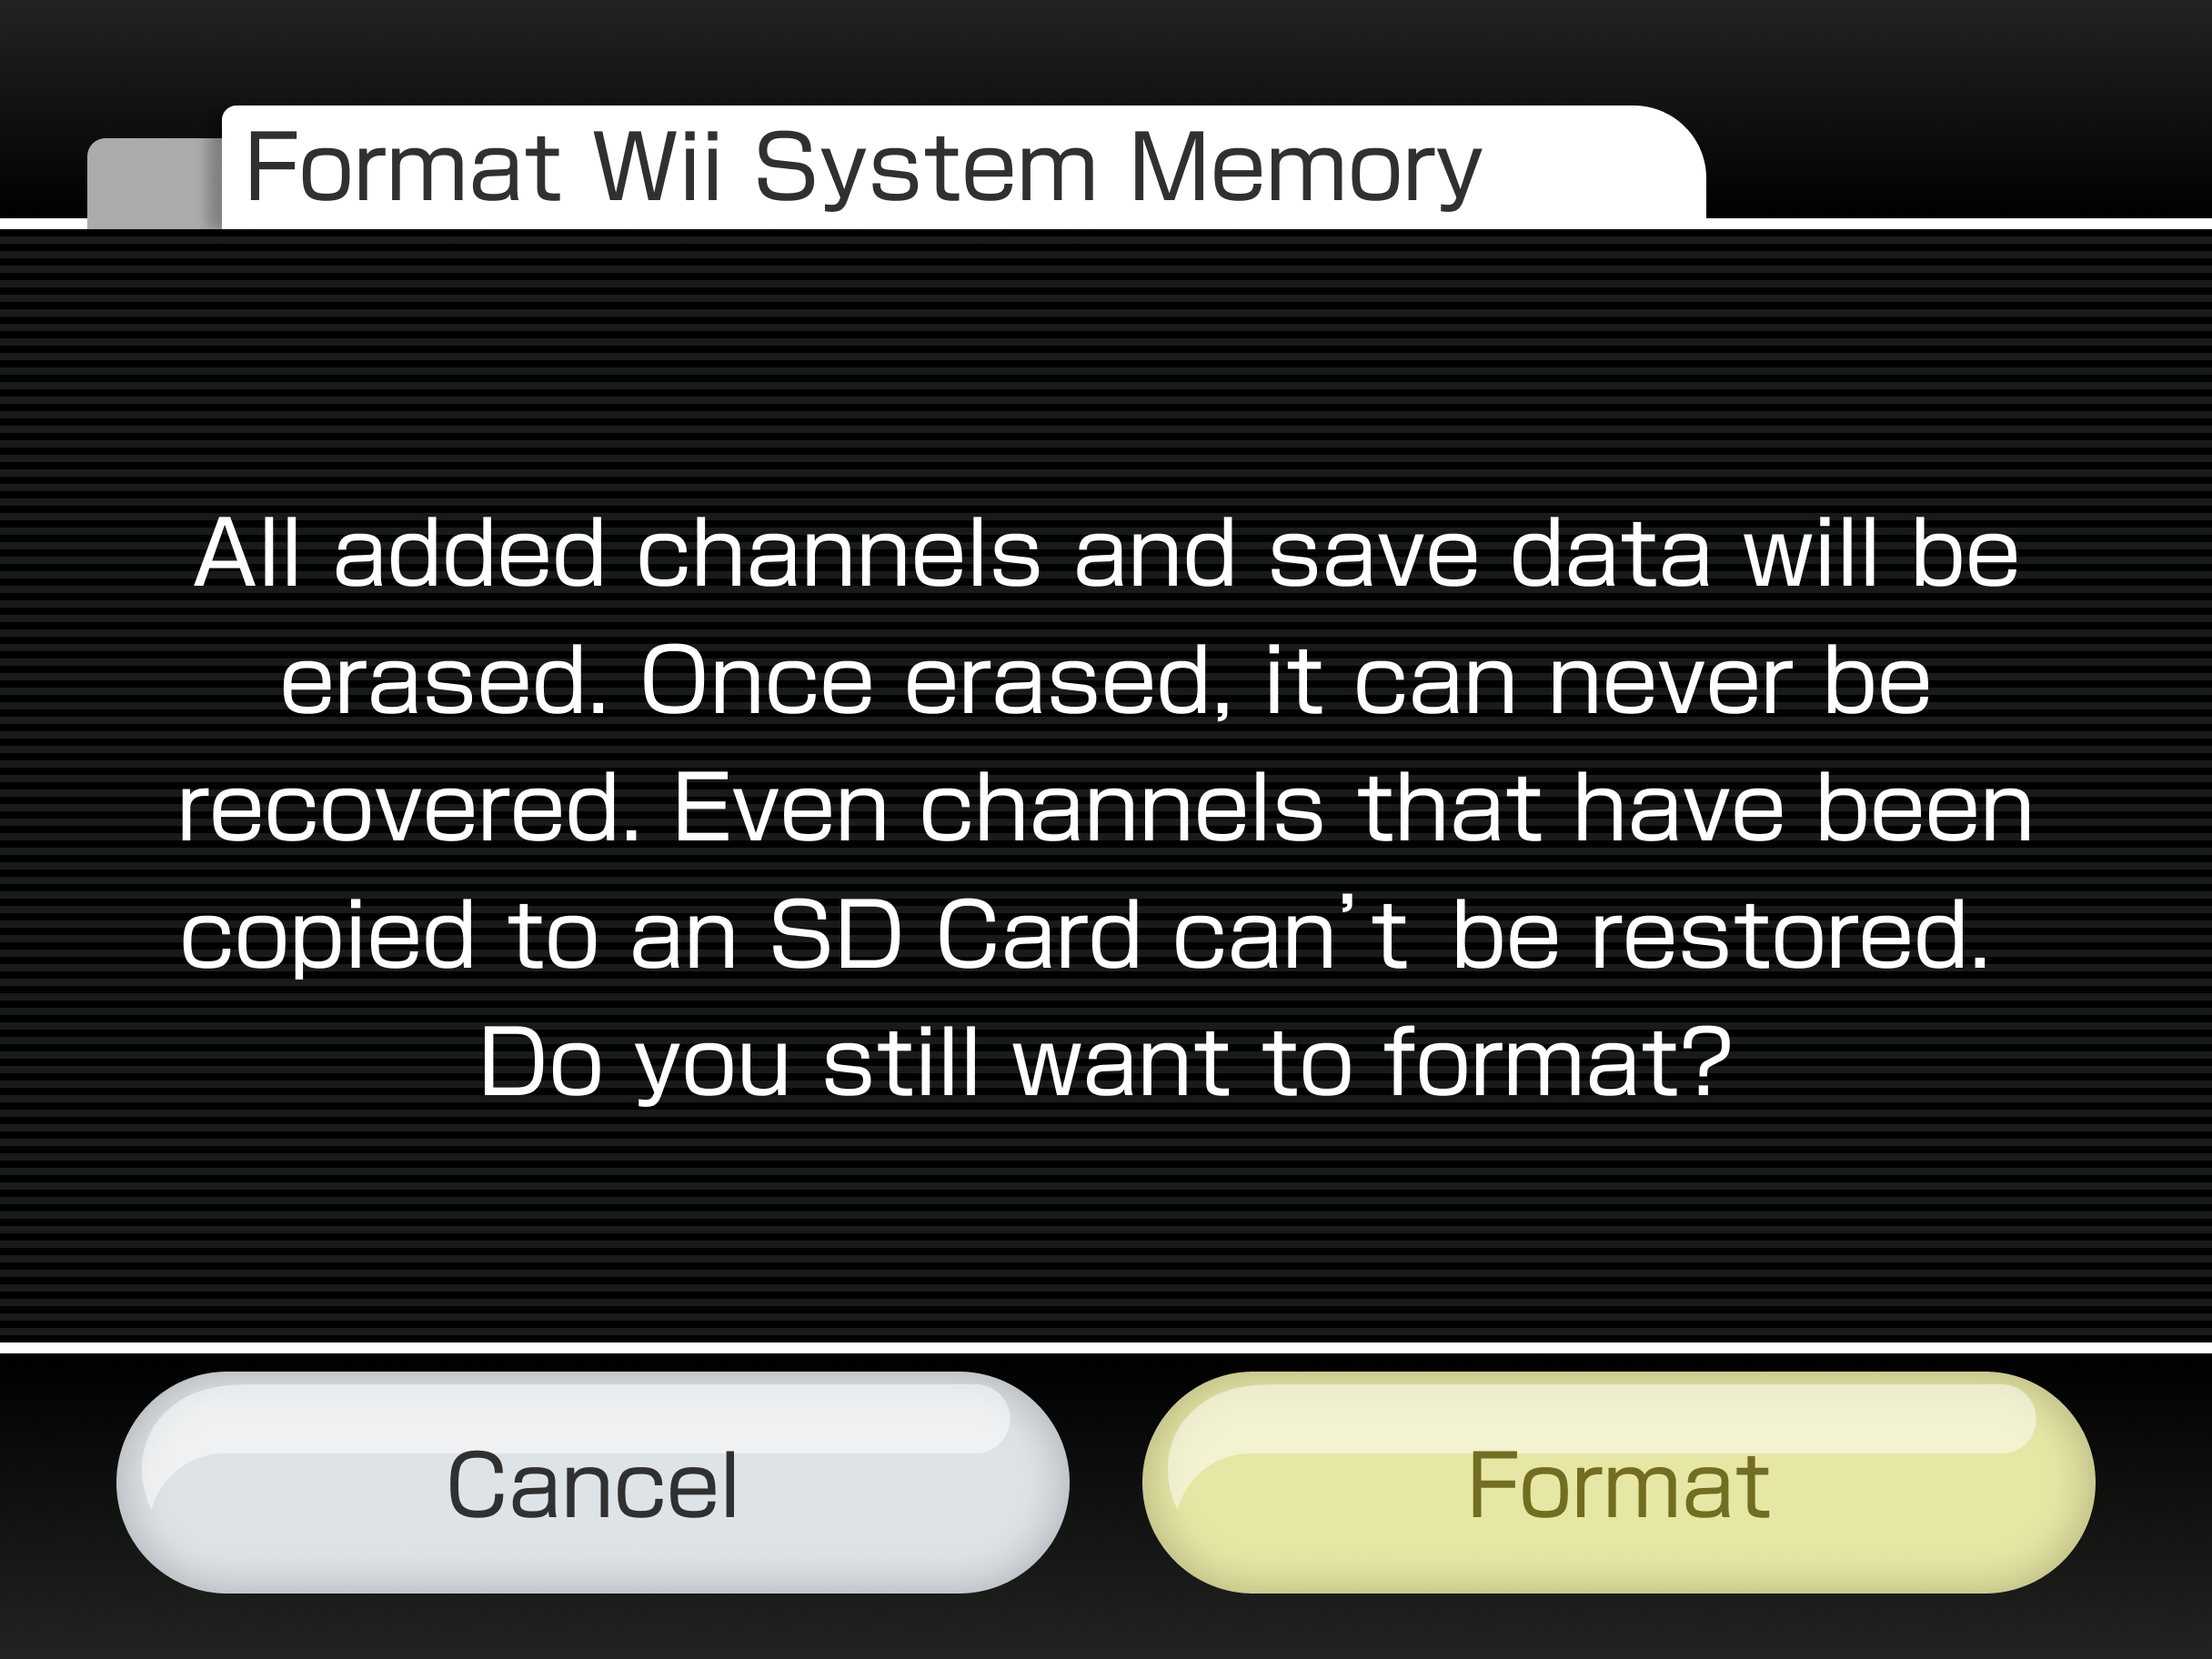 Format Wii System Memory
All added channels and save data will be
erased. Once erased, it can never be
recovered. Even channels that have been
copied to an SD Card can’t be restored.
Do you still want to format?
Cancel
Format